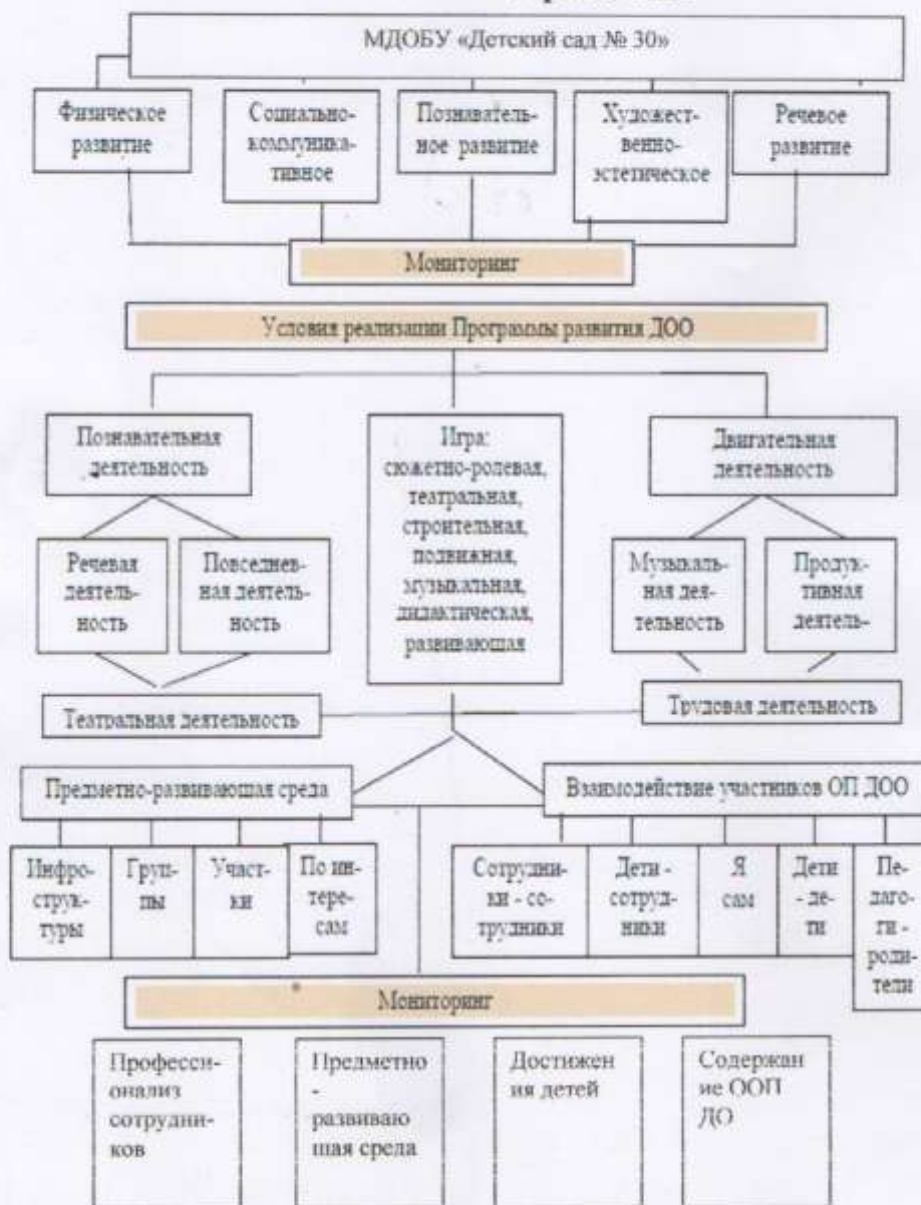 МДОБУ «Детский сад № 30»
Физическое
развитие
Социально-
коммуника-
тивное
Познаватель-
ное развитие
Художест-
венно-
эстетическое
Речевое
развитие
Мониторинг
Условия реализации Программы развития ДОО
Познавательная
деятельность
Игра:
сюжетно-ролевая,
театральная,
строительная,
подвижная,
музыкальная,
дидактическая,
развивающая
Двигательная
деятельность
Речевая
деятель-
ность
Повседнев-
ная деятель-
ность
Музыкаль-
ная дея-
тельность
Продук-
тивная
деятель-
Театральная деятельность
Трудовая деятельность
Предметно-развивающая среда
Взаимодействие участников ОП ДОО
Инфро-
струк-
туры
Груп-
пы
Участ-
ки
По ин-
тере-
сам
Сотрудни-
ки - со-
трудники
Дети -
сотруд-
ники
Я
сам
Дети
- де-
ти
Пе-
даго-
ги -
роди-
тели
Мониторинг
Професси-
онализ
сотрудни-
ков
Предметно
-
развиваю
щая среда
Достижен
ия детей
Содержан
ие ООП
ДО